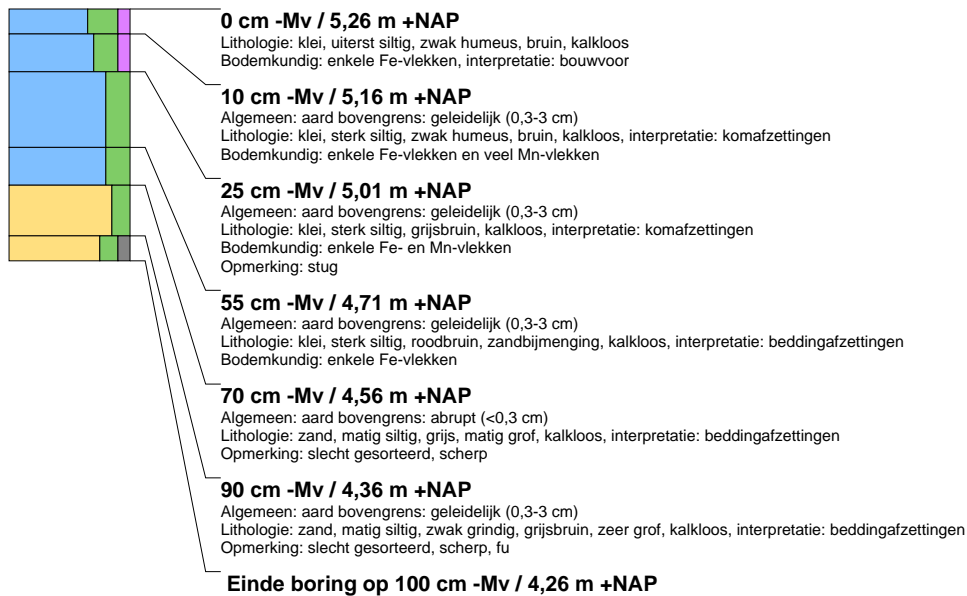 0 cm -Mv / 5,26 m +NAP
Lithologie: klei, uiterst siltig, zwak humeus, bruin, kalkloos
Bodemkundig: enkele Fe-vlekken, interpretatie: bouwvoor
10 cm -Mv / 5,16 m +NAP
Algemeen: aard bovengrens: geleidelijk (0,3-3 cm)
Lithologie: klei, sterk siltig, zwak humeus, bruin, kalkloos, interpretatie: komafzettingen
Bodemkundig: enkele Fe-vlekken en veel Mn-vlekken
25 cm -Mv / 5,01 m +NAP
Algemeen: aard bovengrens: geleidelijk (0,3-3 cm)
Lithologie: klei, sterk siltig, grijsbruin, kalkloos, interpretatie: komafzettingen
Bodemkundig: enkele Fe- en Mn-vlekken
Opmerking: stug
55 cm -Mv / 4,71 m +NAP
Algemeen: aard bovengrens: geleidelijk (0,3-3 cm)
Lithologie: klei, sterk siltig, roodbruin, zandbijmenging, kalkloos, interpretatie: beddingafzettingen
Bodemkundig: enkele Fe-vlekken
70 cm -Mv / 4,56 m +NAP
Algemeen: aard bovengrens: abrupt (<0,3 cm)
Lithologie: zand, matig siltig, grijs, matig grof, kalkloos, interpretatie: beddingafzettingen
Opmerking: slecht gesorteerd, scherp
90 cm -Mv / 4,36 m +NAP
Algemeen: aard bovengrens: geleidelijk (0,3-3 cm)
Lithologie: zand, matig siltig, zwak grindig, grijsbruin, zeer grof, kalkloos, interpretatie: beddingafzettingen
Opmerking: slecht gesorteerd, scherp, fu
Einde boring op 100 cm -Mv / 4,26 m +NAP